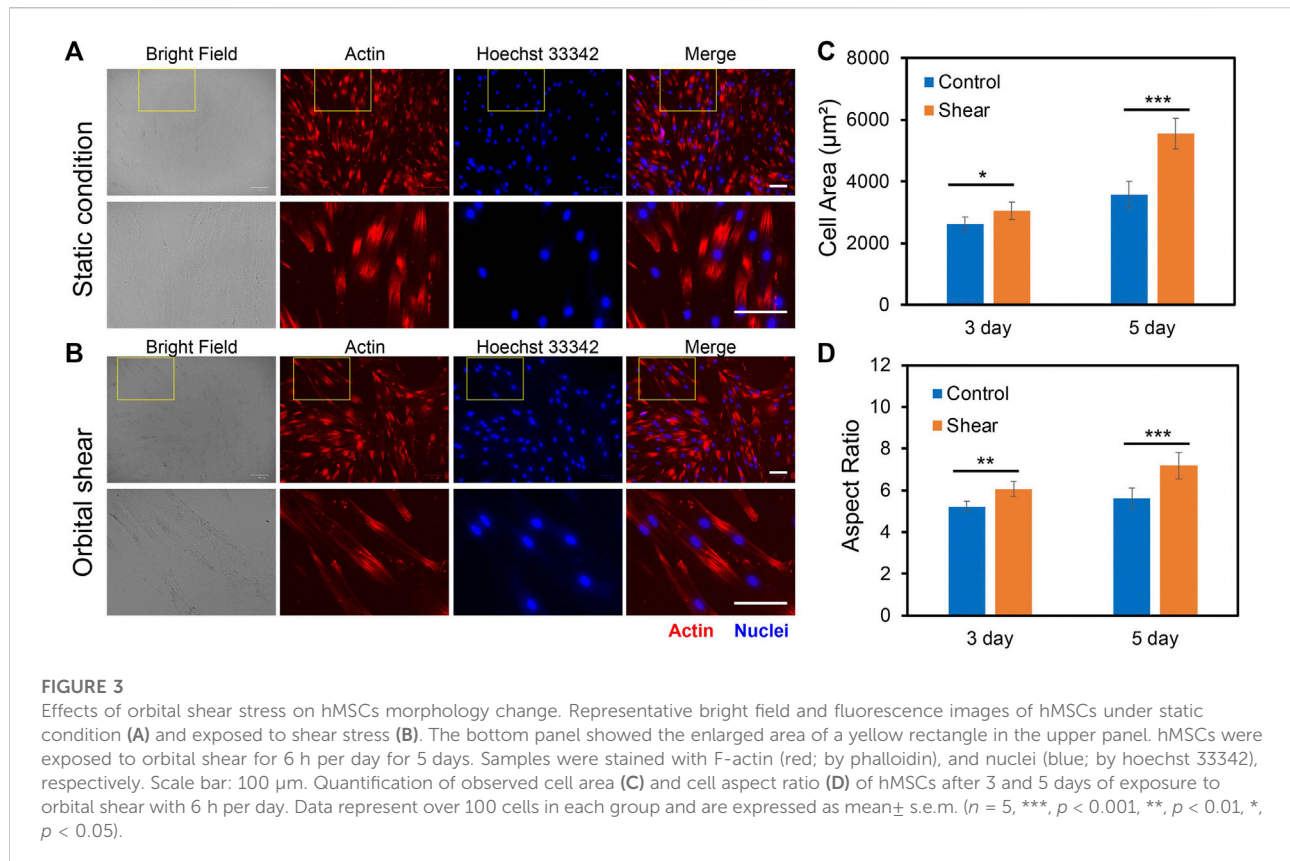 A
Bright Field
Actin
Hoechst 33342
Merge
Static condition
B
Bright Field
Actin
Hoechst 33342
Merge
Orbital shear
Actin Nuclei
C
8000
6000
4000
2000
0
Cell Area (µm²)
Control
Shear
*
***
3 day
5 day
D
12
10
8
6
4
2
0
Aspect Ratio
Control
Shear
**
***
3 day
5 day
FIGURE 3
Effects of orbital shear stress on hMSCs morphology change. Representative bright field and fluorescence images of hMSCs under static
condition (A) and exposed to shear stress (B). The bottom panel showed the enlarged area of a yellow rectangle in the upper panel. hMSCs were
exposed to orbital shear for 6 h per day for 5 days. Samples were stained with F-actin (red; by phalloidin), and nuclei (blue; by hoechst 33342),
respectively. Scale bar: 100 µm. Quantification of observed cell area (C) and cell aspect ratio (D) of hMSCs after 3 and 5 days of exposure to
orbital shear with 6 h per day. Data represent over 100 cells in each group and are expressed as mean± s.e.m. (n = 5, ***, p < 0.001, **, p < 0.01, *,
p < 0.05).